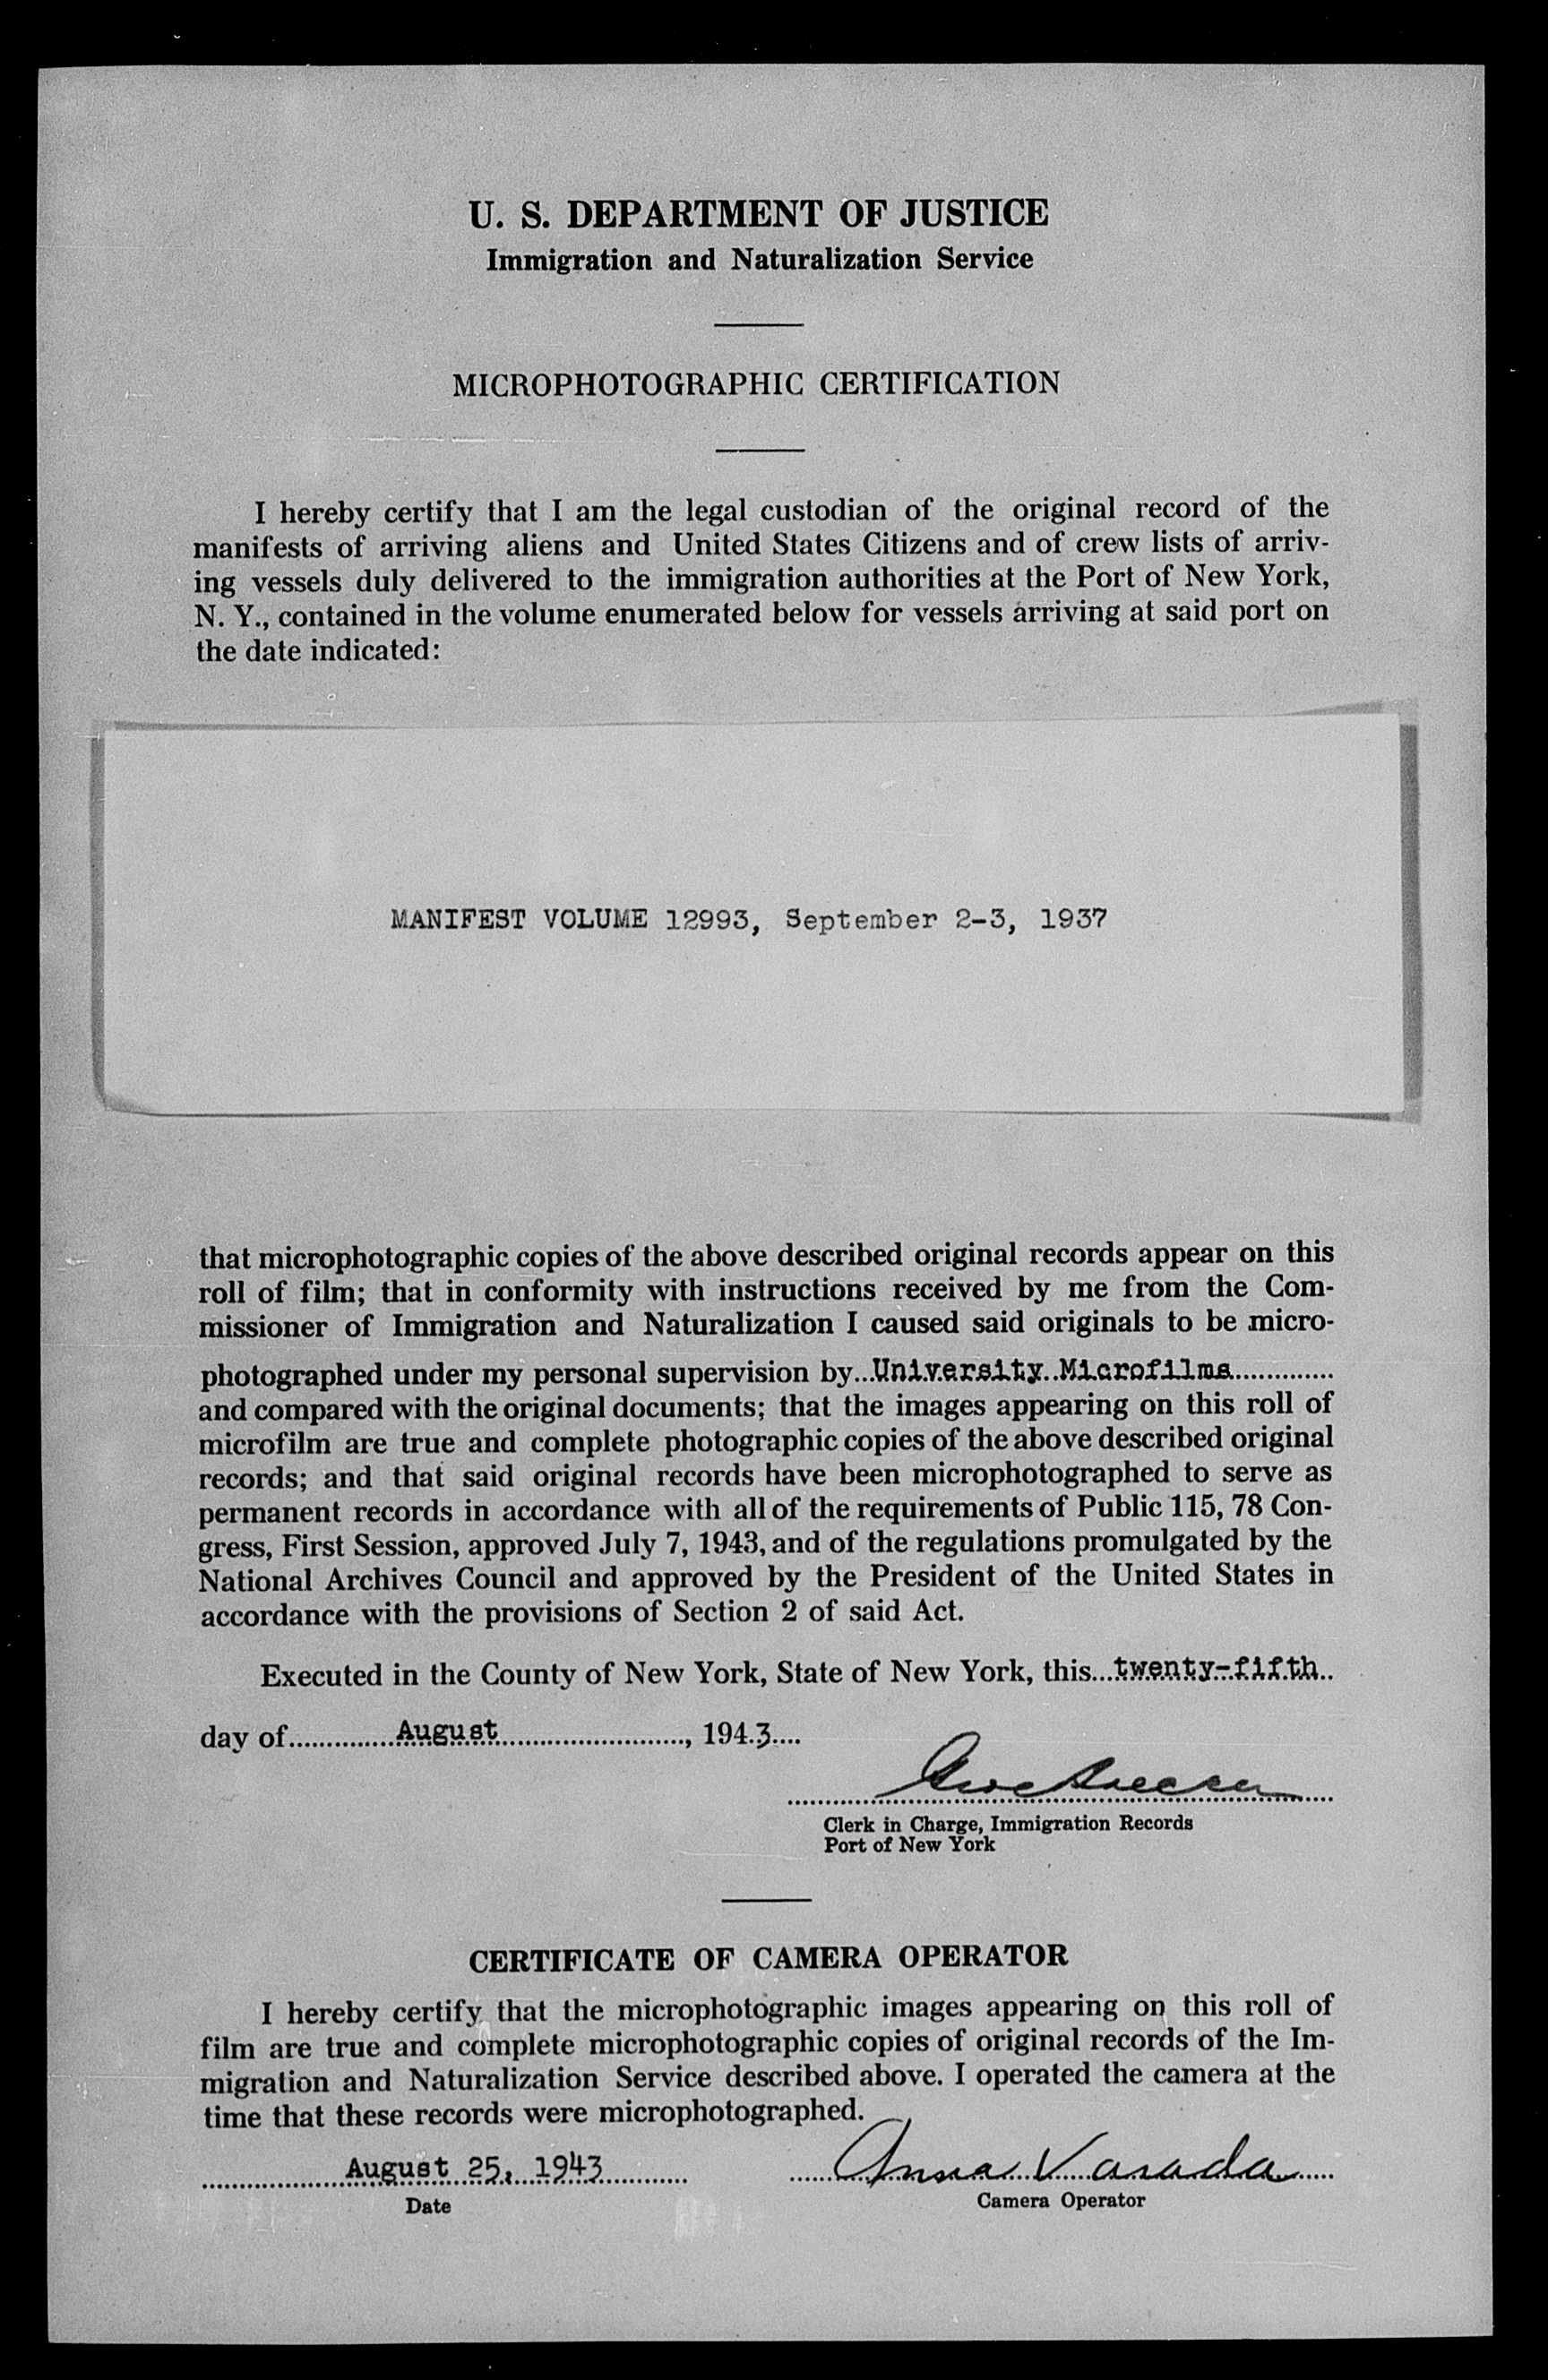 U. S. DEPARTMENT OF JUSTICE
Immigration and Naturalization Service
MICROPHOTOGRAPHIC CERTIFICATION
I hereby certify that I am the legal custodian of the original record of the
manifests of arriving aliens and United States Citizens and of crew lists of arriv-
ing vessels duly delivered to the immigration authorities at the Port of New York,
N. Y., contained in the volume enumerated below for vessels arriving at said port on
the date indicated:
MANIFEST VOLUME 12993, September 2-3, 1937
that microphotographic copies of the above described original records appear on this
roll of film; that in conformity with instructions received by me from the Com-
missioner of Immigration and Naturalization I caused said originals to be micro-
photographed under my personal supervision by...University Microfilms..............
and compared with the original documents; that the images appearing on this roll of
microfilm are true and complete photographic copies of the above described original
records; and that said original records have been microphotographed to serve as
permanent records in accordance with all of the requirements of Public 115, 78 Con-
gress, First Session, approved July 7, 1943, and of the regulations promulgated by the
National Archives Council and approved by the President of the United States in
accordance with the provisions of Section 2 of said Act.
Executed in the County of New York, State of New York, this...twenty-fifth..
day of..............August........................., 194.3....
Clerk in Charge, Immigration Records
Port of New York
CERTIFICATE OF CAMERA OPERATOR
I hereby certify that the microphotographic images appearing on this roll of
film are true and complete microphotographic copies of original records of the Im-
migration and Naturalization Service described above. I operated the camera at the
time that these records were microphotographed.
August 25, 1943 Anna Varada
Date Camera Operator